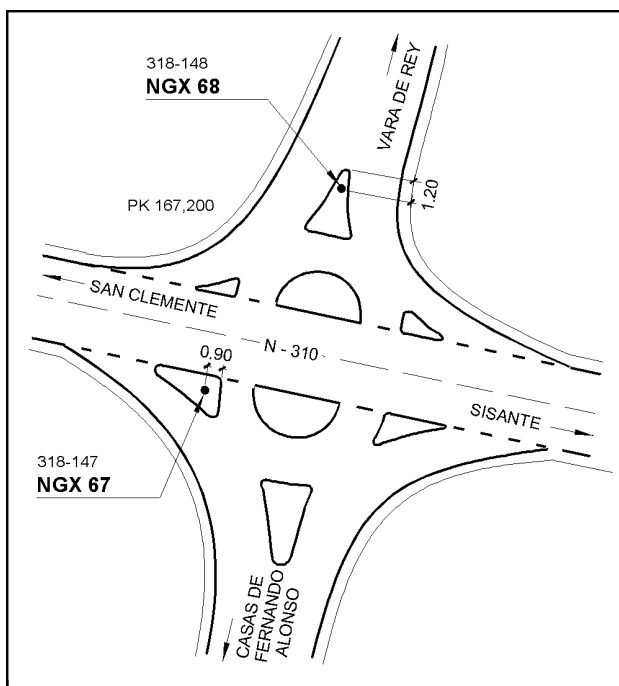 318-148
NGX 68
VARA DE REY
1.20
PK 167,200
SAN CLEMENTE
N - 310
0.90
SISANTE
318-147
NGX 67
CASAS DE
FERNANDO
ALONSO